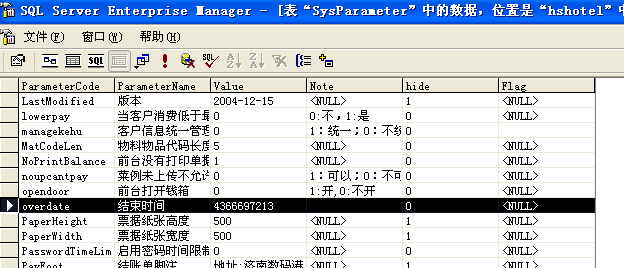 SQL Server Enterprise Manager - [表“SysParameter”中的数据，位置是“hshotel”中
文件(F) 窗口(W) 帮助(H)
SQL
ParameterCode ParameterName Value Note hide Flag
LastModified 版本 2004-12-15 <NULL> 1 <NULL>
lowerpay 当客户消费低于最 0 0:不，1:是 0 <NULL>
managekehu 客户信息统一管理 0 1：统一；0：不统 0
MatCodeLen 物料物品代码长度 5 <NULL> 0 <NULL>
NoPrintBalance 前台没有打印单据 1 <NULL> 0 <NULL>
noupcantpay 菜例未上传不允许 0 1：可以；0：不可 0
opendoor 前台打开钱箱 0 1:开,0:不开 0
overdate 结束时间 4366697213 0 <NULL>
PaperHeight 票据纸张高度 500 <NULL> 1 <NULL>
PaperWidth 票据纸张宽度 500 <NULL> 1 <NULL>
PasswordTimeLim 启用密码时间限制 0 <NULL> 0 <NULL>
PayFoot 结账单脚注 地址:济南数码港 <NULL> 1 <NULL>